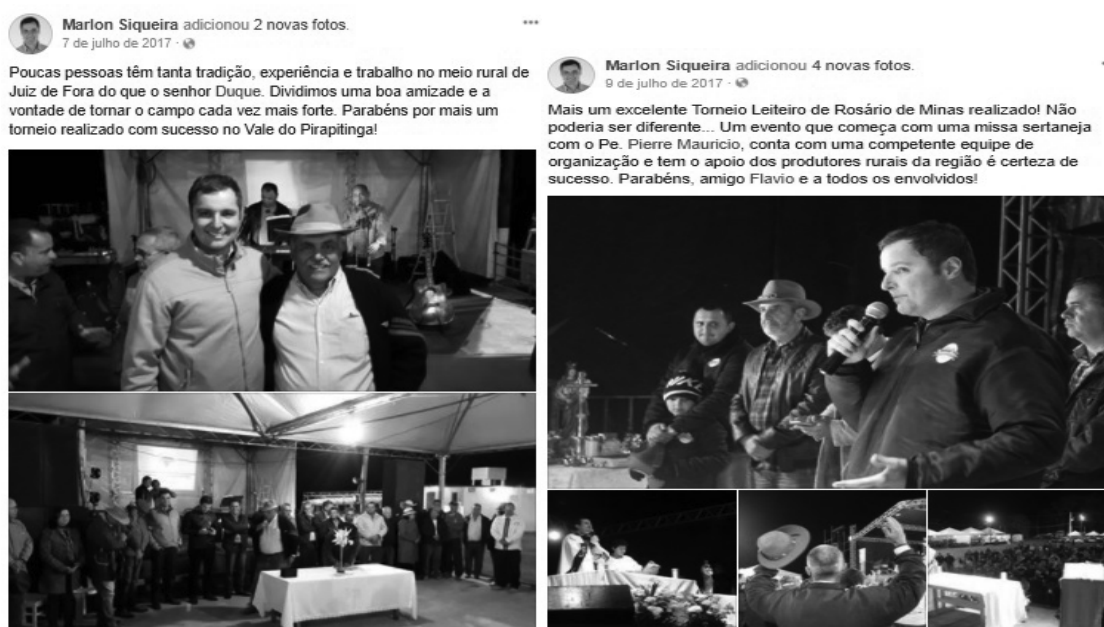 Marlon Siqueira adicionou 2 novas fotos.
7 de julho de 2017 ·
Poucas pessoas têm tanta tradição, experiência e trabalho no meio rural de
Juiz de Fora do que o senhor Duque. Dividimos uma boa amizade e a
vontade de tornar o campo cada vez mais forte. Parabéns por mais um
torneio realizado com sucesso no Vale do Pirapitinga!
Marlon Siqueira adicionou 4 novas fotos.
9 de julho de 2017 ·
Mais um excelente Torneio Leiteiro de Rosário de Minas realizado! Não
poderia ser diferente... Um evento que começa com uma missa sertaneja
com o Pe. Pierre Mauricio, conta com uma competente equipe de
organização e tem o apoio dos produtores rurais da região é certeza de
sucesso. Parabéns, amigo Flavio e a todos os envolvidos!